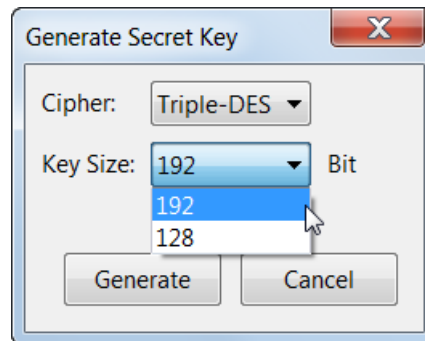 Generate Secret Key
Cipher: Triple-DES
Key Size: 192 Bit
192
128
Generate Cancel